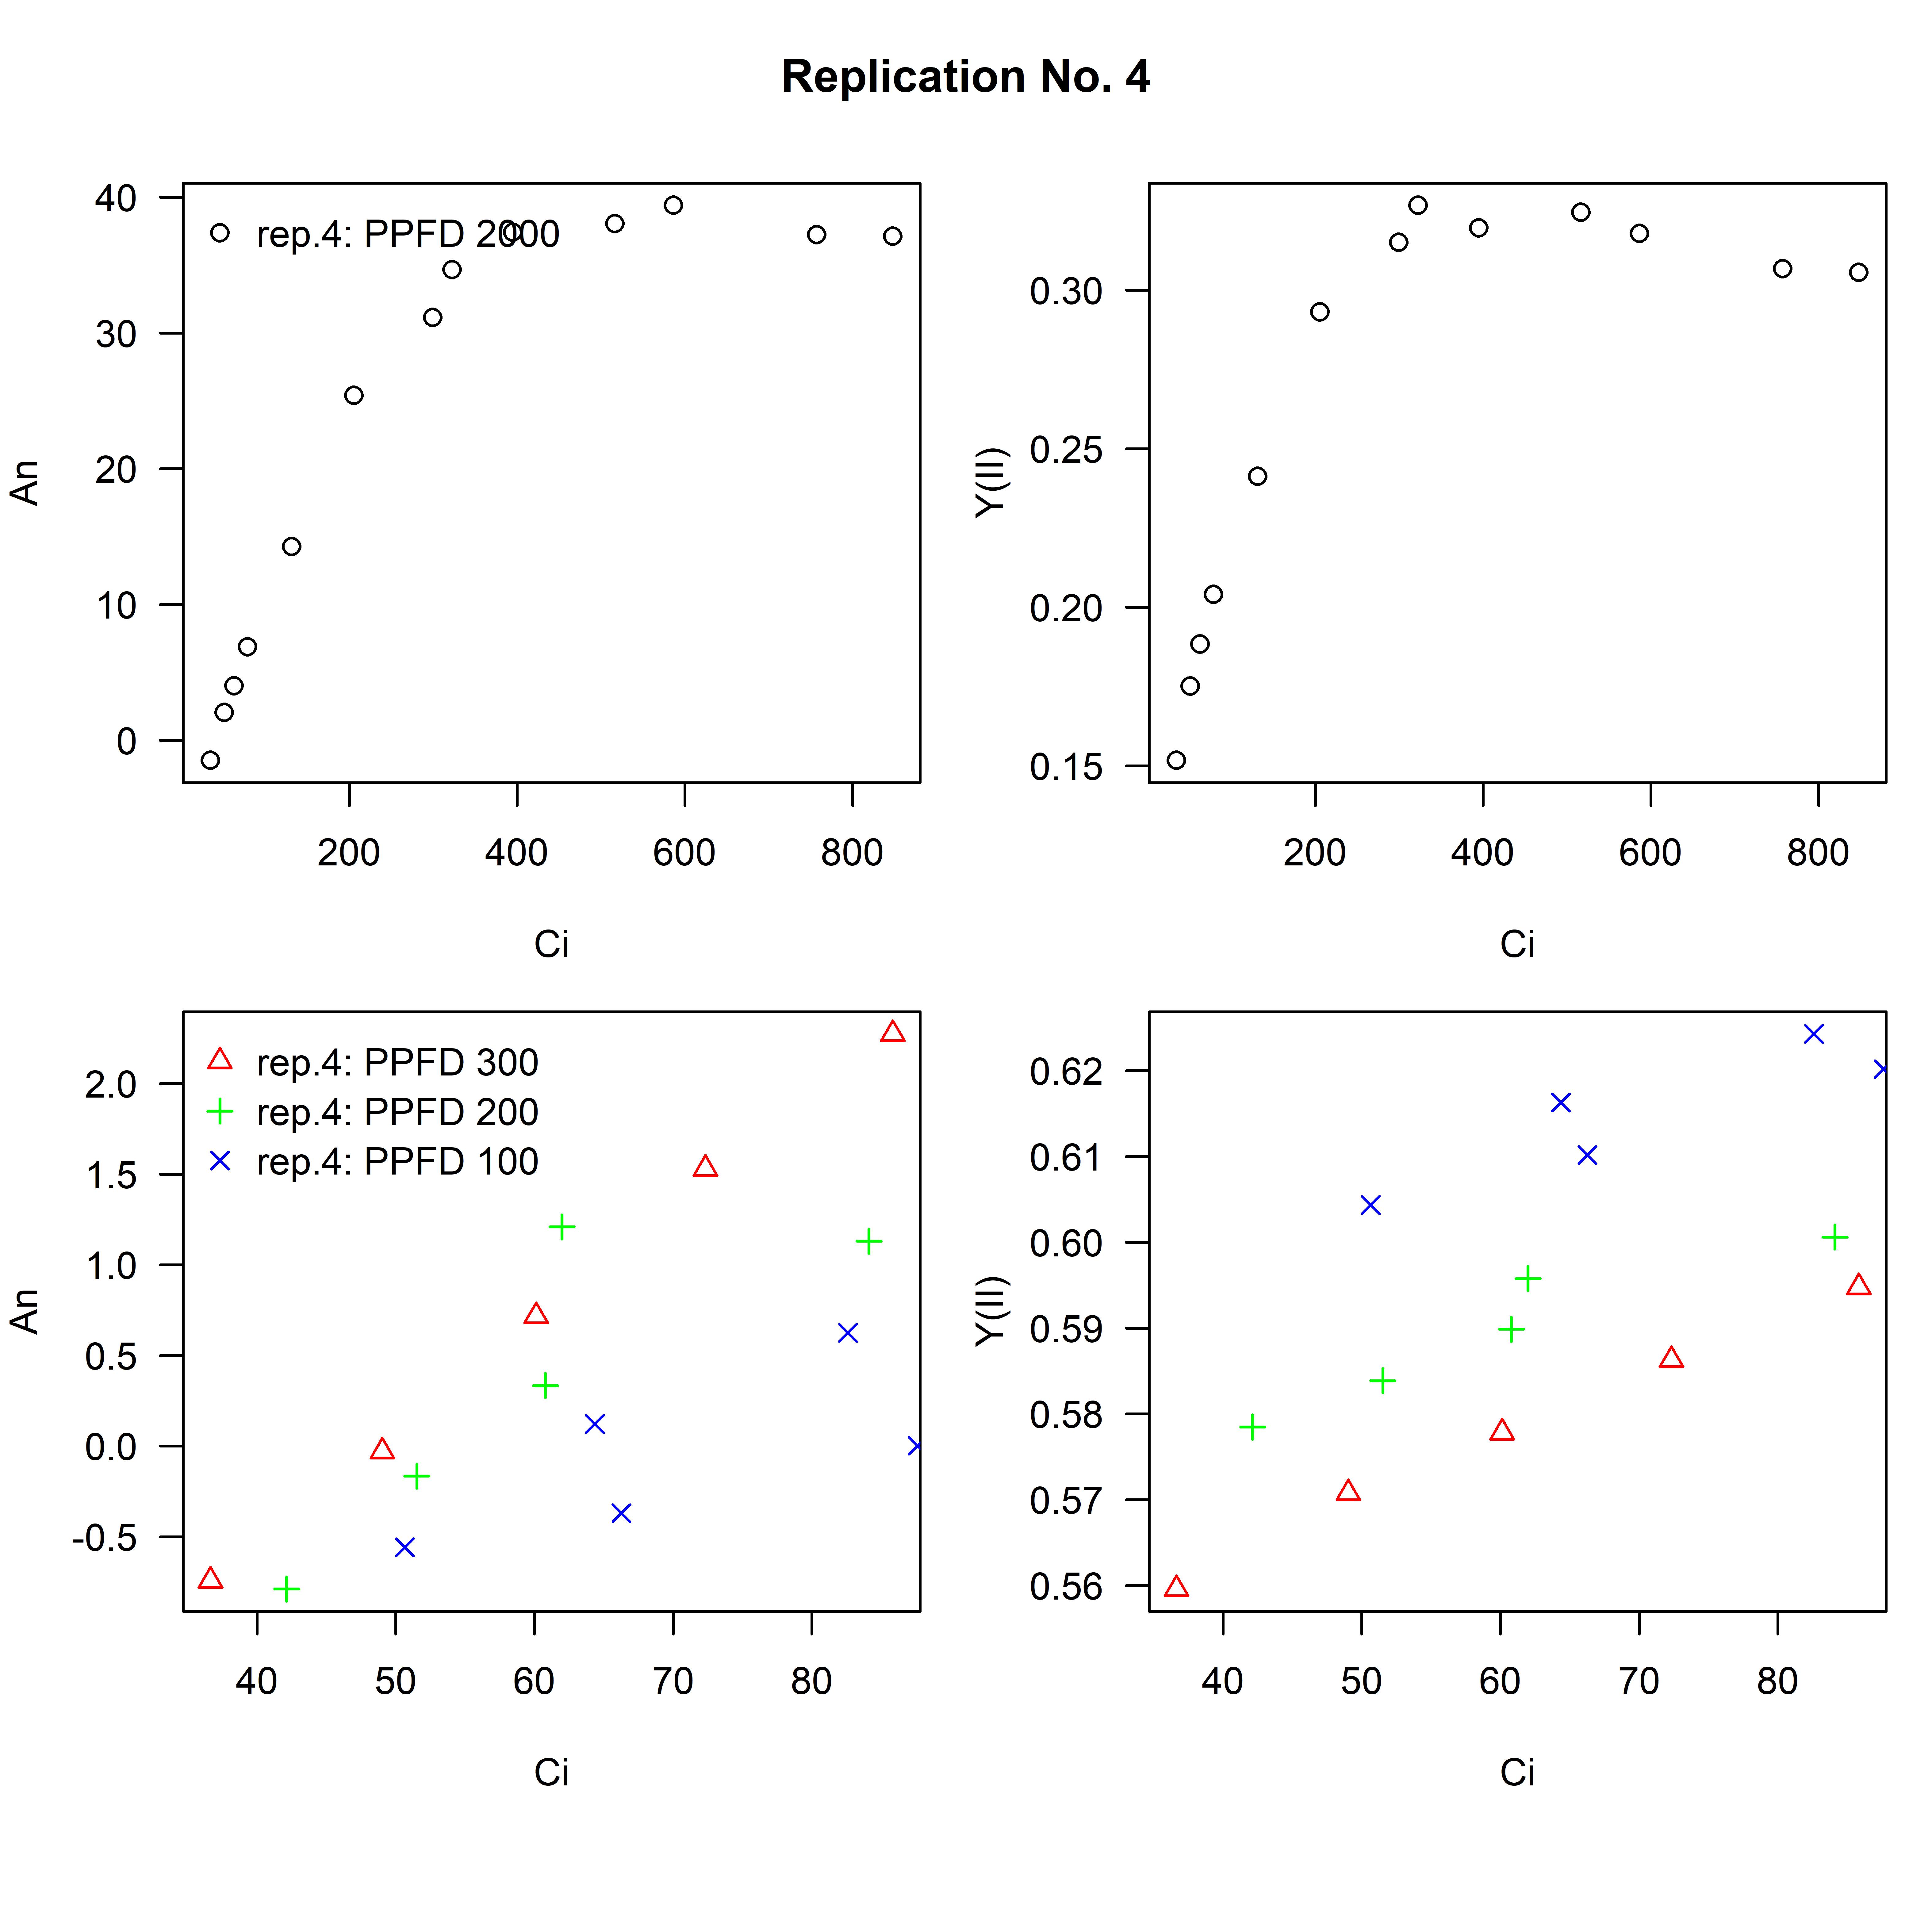 Replication No. 4
40
30
20
10
0
An
rep.4: PPFD 2000
200 400 600 800
Ci
0.30
0.25
0.20
0.15
Y(II)
200 400 600 800
Ci
2.0
1.5
1.0
0.5
0.0
-0.5
An
rep.4: PPFD 300
rep.4: PPFD 200
rep.4: PPFD 100
40 50 60 70 80
Ci
0.62
0.61
0.60
0.59
0.58
0.57
0.56
Y(II)
40 50 60 70 80
Ci